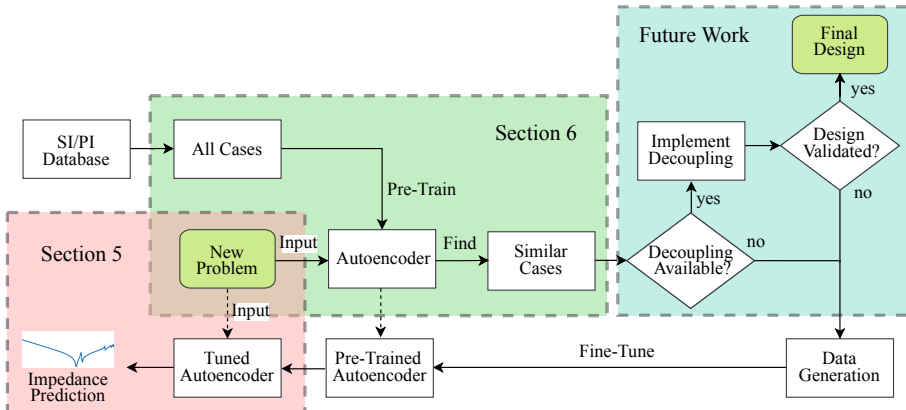 Future Work
Final
Design
yes
Section 6
SI/PI
Database
All Cases
Implement
Decoupling
Design
Validated?
Pre-Train
yes
no
Section 5
New
Problem
Input
Autoencoder
Find
Similar
Cases
Decoupling
Available?
no
Input
Impedance
Prediction
Tuned
Autoencoder
Pre-Trained
Autoencoder
Fine-Tune
Data
Generation